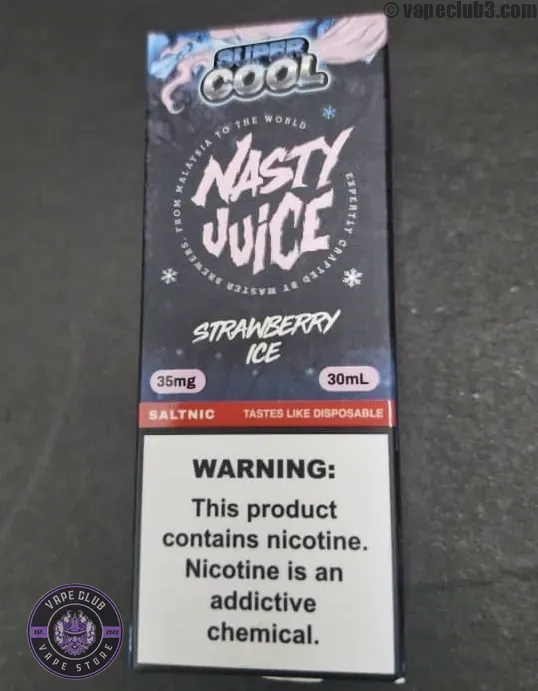 © vapeclub3.com
SUPER
COOL
FROM MALAYSIA TO THE WORLD
EXPERTLY CRAFTED BY MASTER BREWERS
NASTY
JUICE
STRAWBERRY
ICE
35mg 30mL
SALTNIC TASTES LIKE DISPOSABLE
WARNING:
This product
contains nicotine.
Nicotine is an
addictive
chemical.
VAPE CLUB
EST. 2022
VAPE STORE